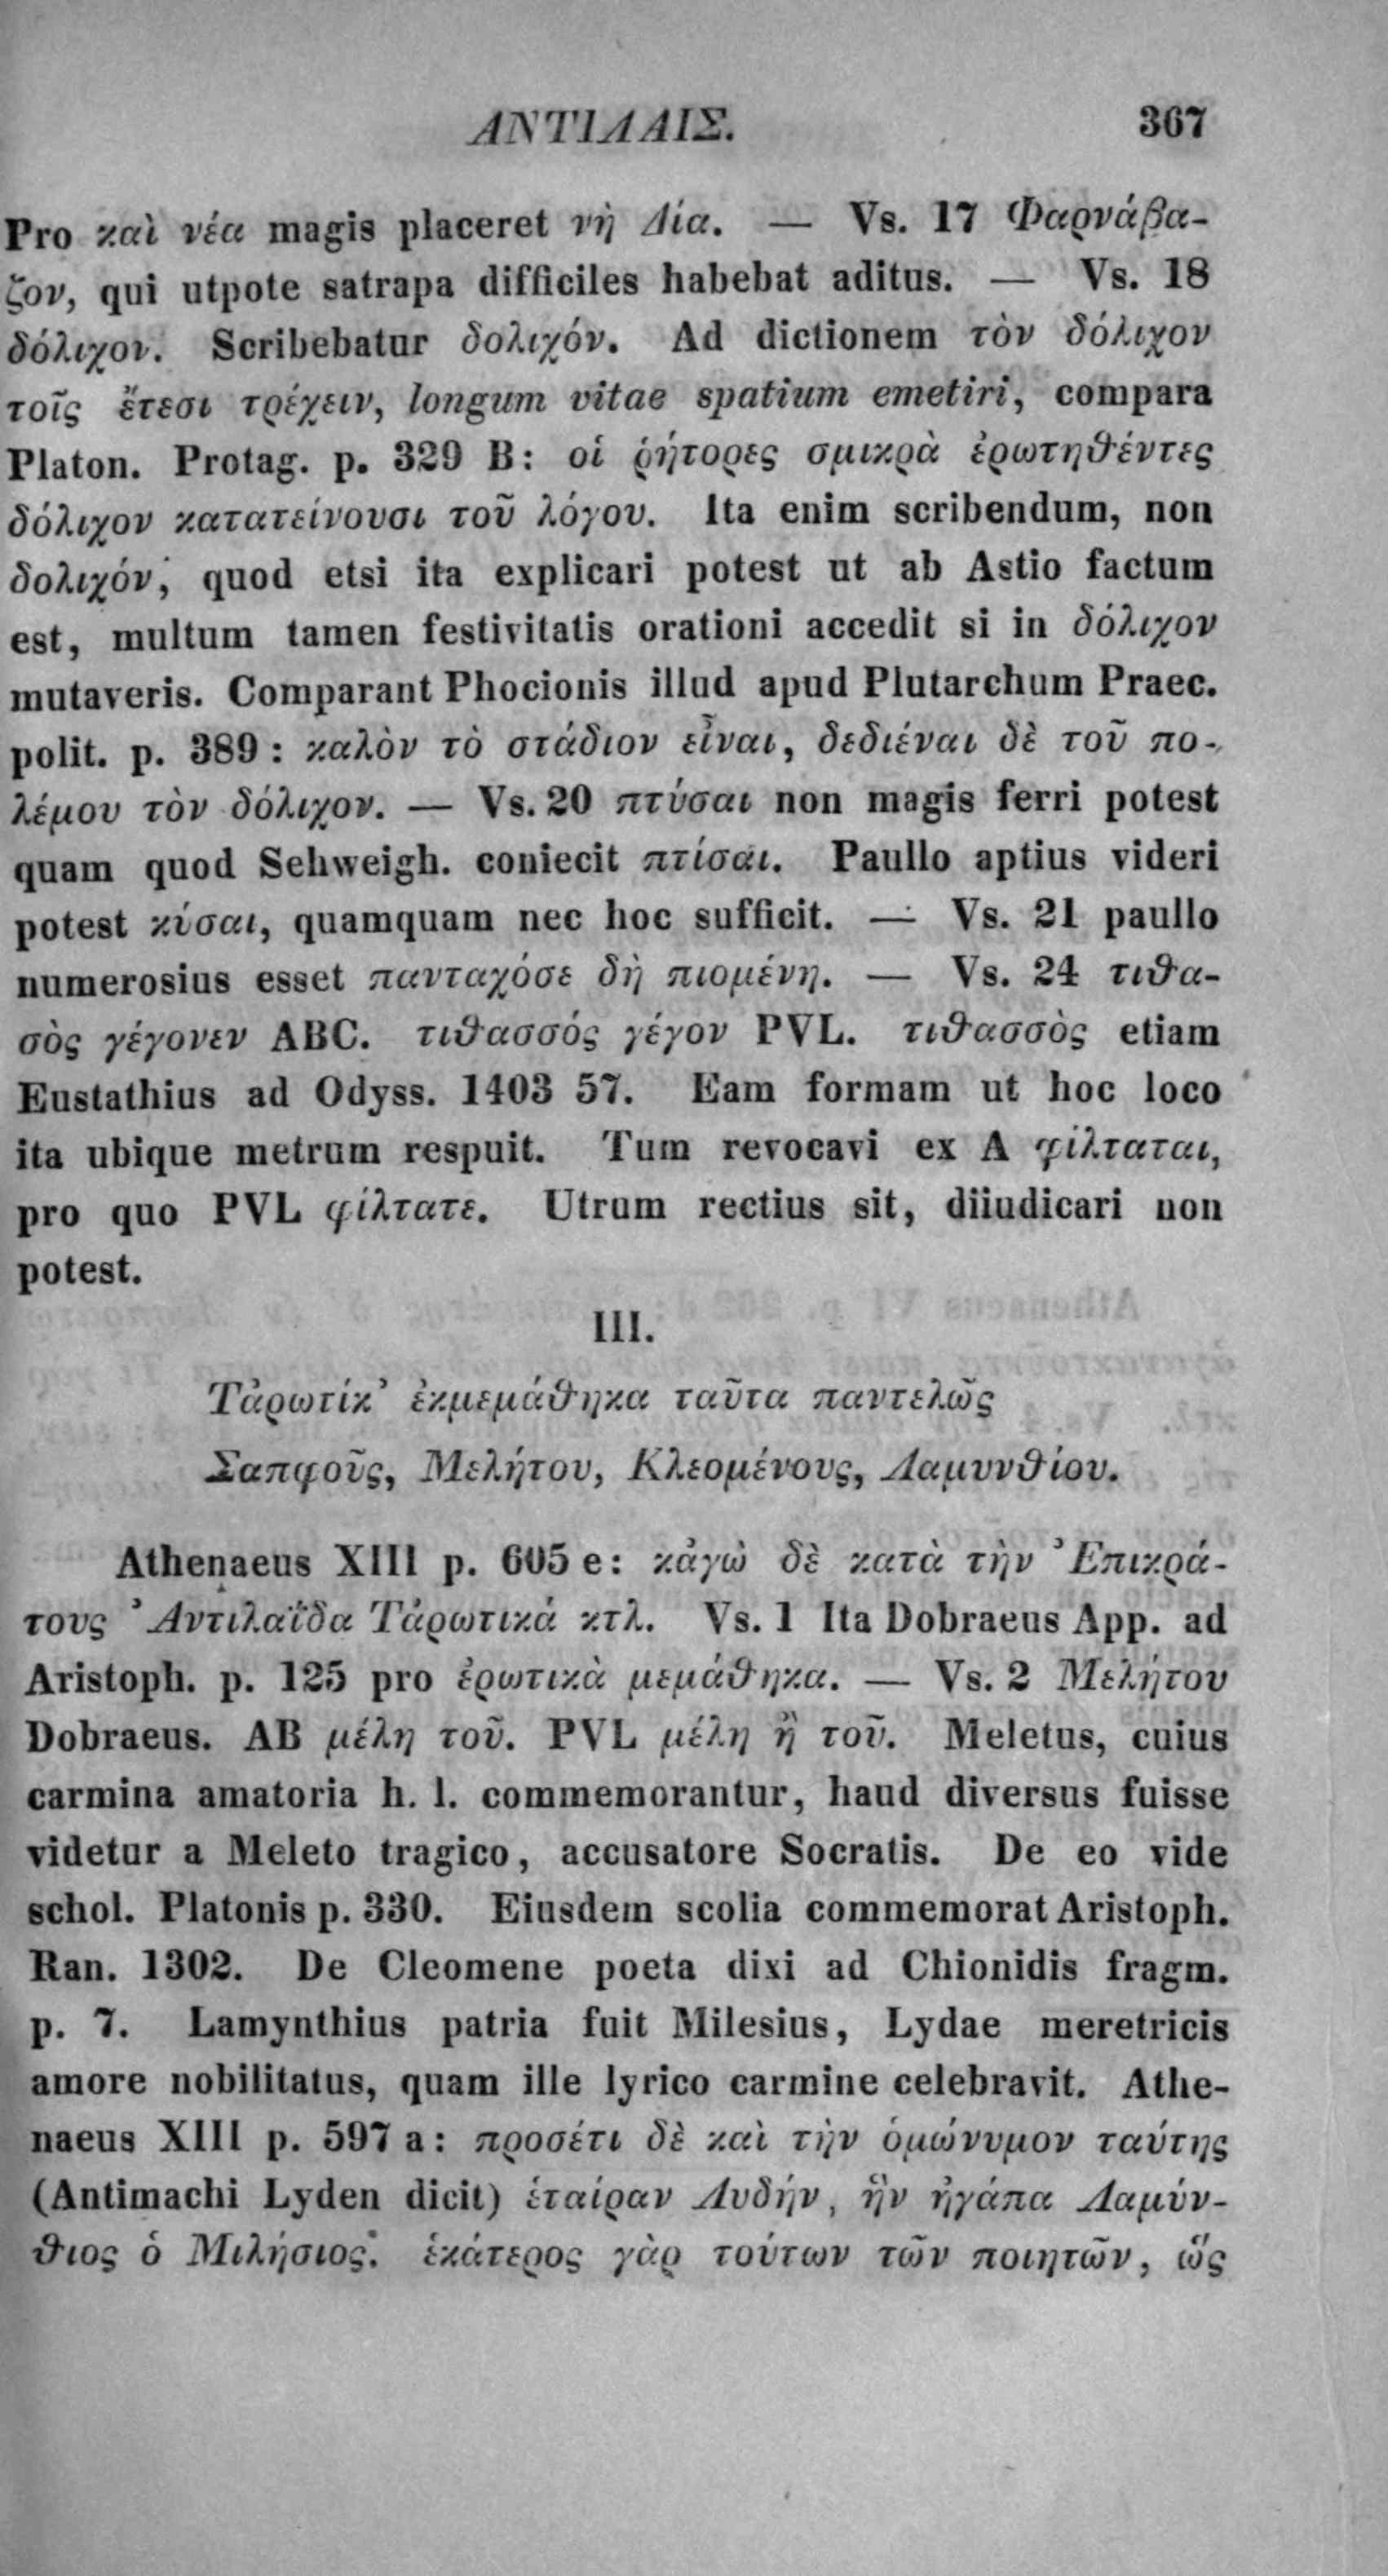 ΑΝΤΙΛΑΙΣ. 367
Pro καὶ νέα magis placeret νὴ Δία. — Vs. 17 Φαρνάβα-
ζον, qui utpote satrapa difficiles habebat aditus. — Vs. 18
δόλιχον. Scribebatur δολιχόν. Ad dictionem τὸν δόλιχον
τοῖς ἔτεσι τρέχειν, longum vitae spatium emetiri, compara
Platon. Protag. p. 329 B: οἱ ῥήτορες σμικρὰ ἐρωτηθέντες
δόλιχον κατατείνουσι τοῦ λόγου. Ita enim scribendum, non
δολιχόν, quod etsi ita explicari potest ut ab Astio factum
est, multum tamen festivitatis orationi accedit si in δόλιχον
mutaveris. Comparant Phocionis illud apud Plutarchum Praec.
polit. p. 389: καλὸν τὸ στάδιον εἶναι, δεδιέναι δὲ τοῦ πο-
λέμου τὸν δόλιχον. — Vs. 20 πτύσαι non magis ferri potest
quam quod Schweigh. coniecit πτίσαι. Paullo aptius videri
potest κύσαι, quamquam nec hoc sufficit. — Vs. 21 paullo
numerosius esset πανταχόσε δὴ πιομένη. — Vs. 24 τιθα-
σὸς γέγονεν ABC. τιθασσός γέγον PVL. τιθασσὸς etiam
Eustathius ad Odyss. 1403 57. Eam formam ut hoc loco
ita ubique metrum respuit. Tum revocavi ex A φίλταται,
pro quo PVL φίλτατε. Utrum rectius sit, diiudicari non
potest.
III.
Τἀρωτίκ’ ἐκμεμάθηκα ταῦτα παντελῶς
Σαπφοῦς, Μελήτου, Κλεομένους, Λαμυνθίου.
Athenaeus XIII p. 605 e: κἀγὼ δὲ κατὰ τὴν Ἐπικρά-
τους Ἀντιλαΐδα Τἀρωτικά κτλ. Vs. 1 Ita Dobraeus App. ad
Aristoph. p. 125 pro ἐρωτικὰ μεμάθηκα. — Vs. 2 Μελήτου
Dobraeus. AB μέλη τοῦ. PVL μέλη ἢ τοῦ. Meletus, cuius
carmina amatoria h. l. commemorantur, haud diversus fuisse
videtur a Meleto tragico, accusatore Socratis. De eo vide
schol. Platonis p. 330. Eiusdem scolia commemorat Aristoph.
Ran. 1302. De Cleomene poeta dixi ad Chionidis fragm.
p. 7. Lamynthius patria fuit Milesius, Lydae meretricis
amore nobilitatus, quam ille lyrico carmine celebravit. Athe-
naeus XIII p. 597 a: προσέτι δὲ καὶ τὴν ὁμώνυμον ταύτης
(Antimachi Lyden dicit) ἑταίραν Λυδήν, ἣν ἠγάπα Λαμύν-
θιος ὁ Μιλήσιος. ἑκάτερος γὰρ τούτων τῶν ποιητῶν, ὥς